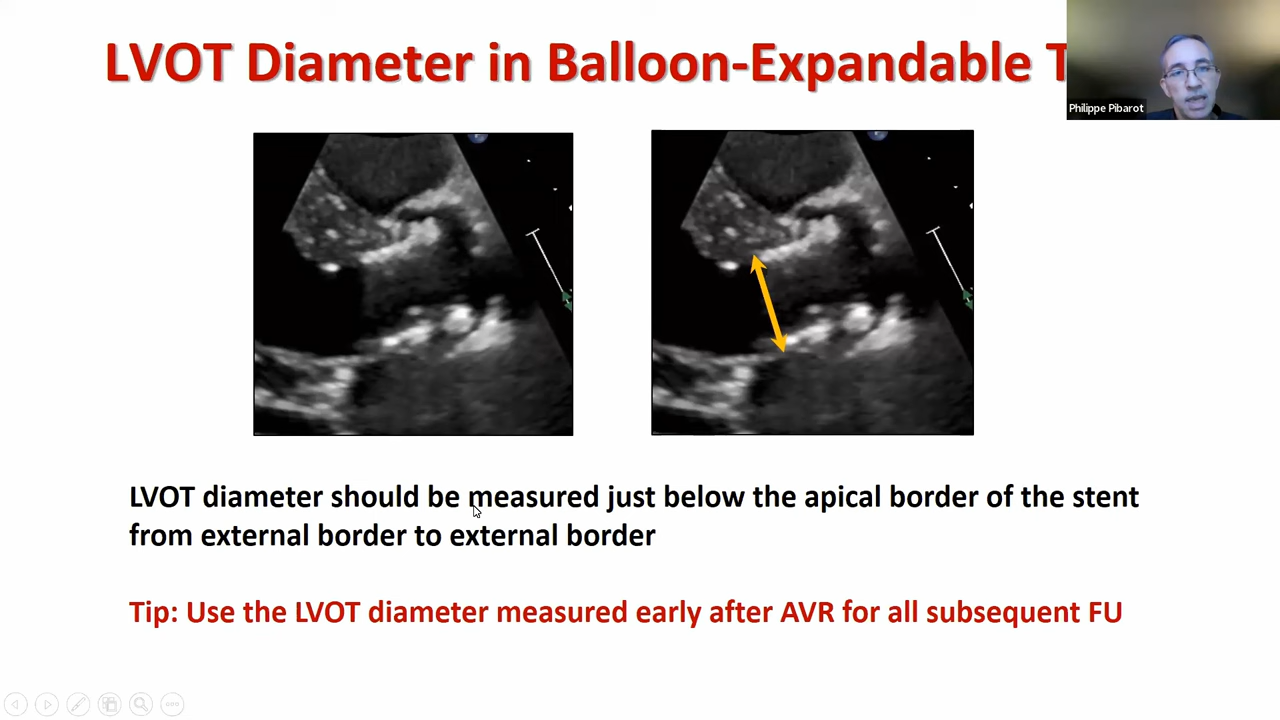 LVOT Diameter in Balloon-Expandable T
Philippe Pibarot
LVOT diameter should be measured just below the apical border of the stent
from external border to external border
Tip: Use the LVOT diameter measured early after AVR for all subsequent FU